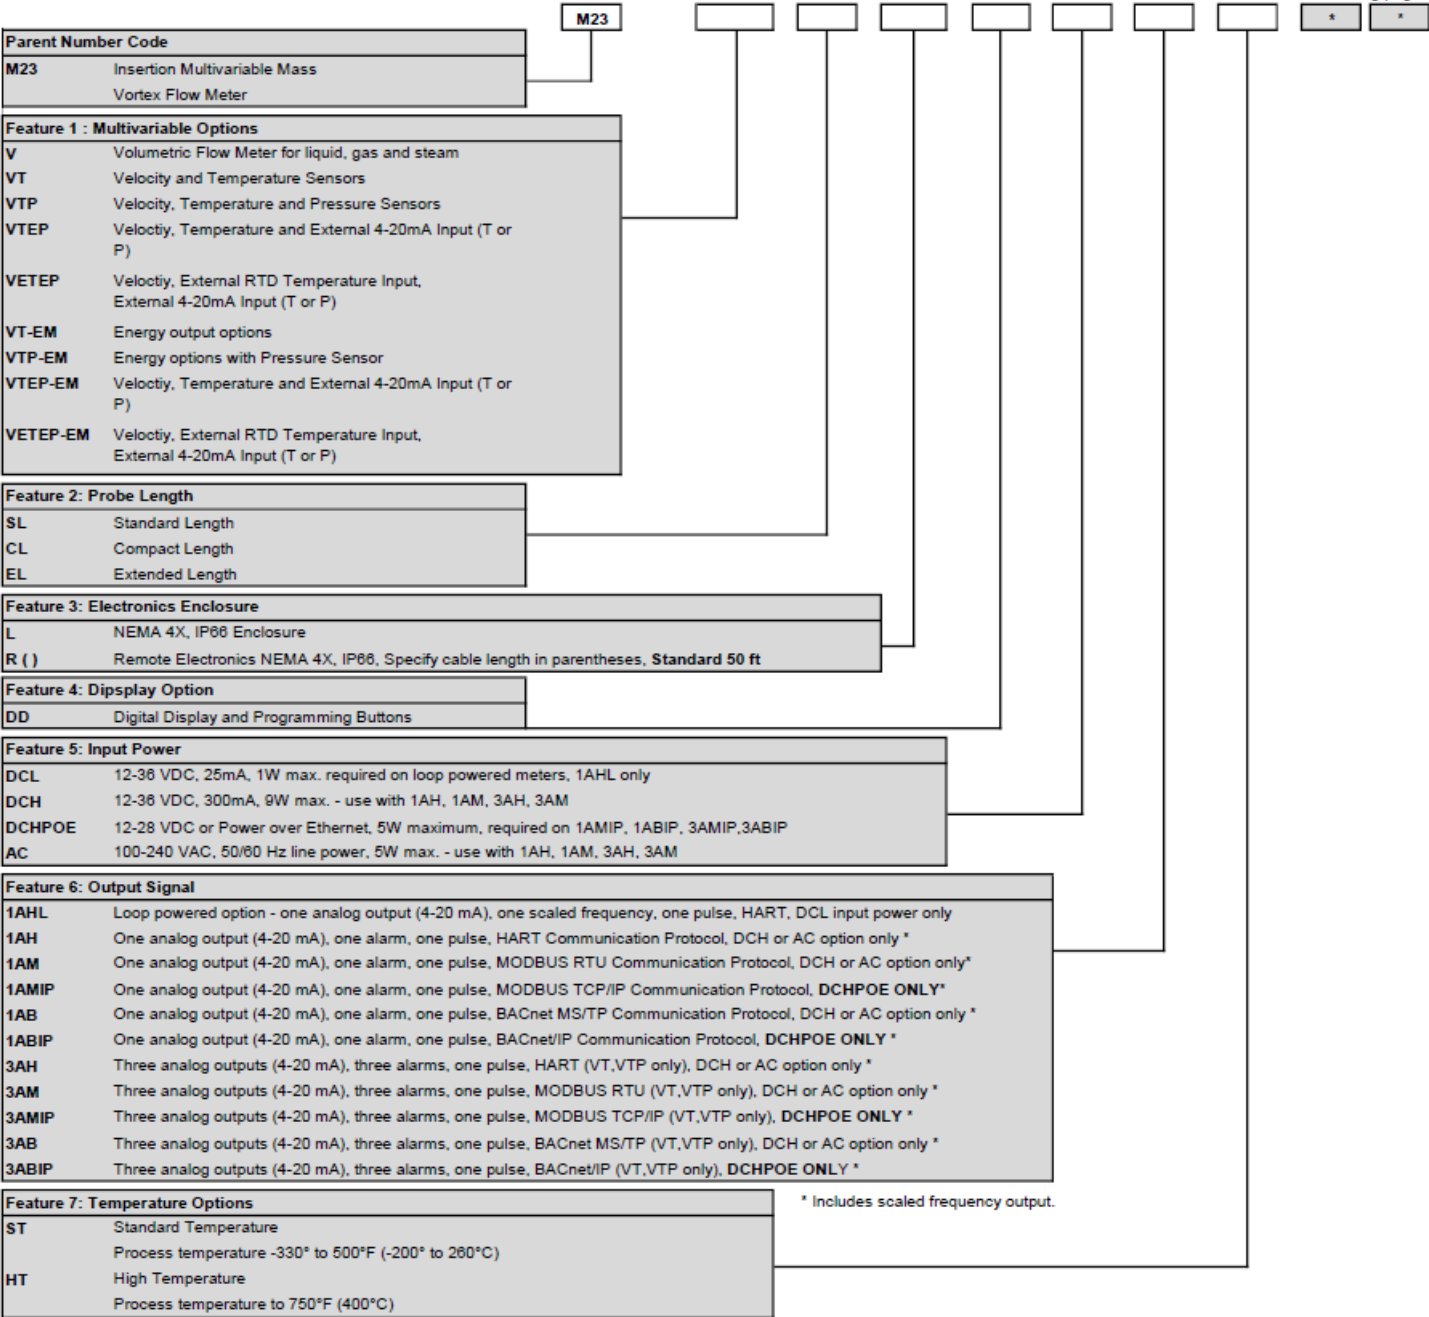 M23 * *
Parent Number Code
M23 Insertion Multivariable Mass
Vortex Flow Meter
Feature 1 : Multivariable Options
V Volumetric Flow Meter for liquid, gas and steam
VT Velocity and Temperature Sensors
VTP Velocity, Temperature and Pressure Sensors
VTEP Veloctiy, Temperature and External 4-20mA Input (T or
P)
VETEP Veloctiy, External RTD Temperature Input,
External 4-20mA Input (T or P)
VT-EM Energy output options
VTP-EM Energy options with Pressure Sensor
VTEP-EM Veloctiy, Temperature and External 4-20mA Input (T or
P)
VETEP-EM Veloctiy, External RTD Temperature Input,
External 4-20mA Input (T or P)
Feature 2: Probe Length
SL Standard Length
CL Compact Length
EL Extended Length
Feature 3: Electronics Enclosure
L NEMA 4X, IP66 Enclosure
R ( ) Remote Electronics NEMA 4X, IP66, Specify cable length in parentheses, Standard 50 ft
Feature 4: Dipsplay Option
DD Digital Display and Programming Buttons
Feature 5: Input Power
DCL 12-36 VDC, 25mA, 1W max. required on loop powered meters, 1AHL only
DCH 12-36 VDC, 300mA, 9W max. - use with 1AH, 1AM, 3AH, 3AM
DCHPOE 12-28 VDC or Power over Ethernet, 5W maximum, required on 1AMIP, 1ABIP, 3AMIP,3ABIP
AC 100-240 VAC, 50/60 Hz line power, 5W max. - use with 1AH, 1AM, 3AH, 3AM
Feature 6: Output Signal
1AHL Loop powered option - one analog output (4-20 mA), one scaled frequency, one pulse, HART, DCL input power only
1AH One analog output (4-20 mA), one alarm, one pulse, HART Communication Protocol, DCH or AC option only *
1AM One analog output (4-20 mA), one alarm, one pulse, MODBUS RTU Communication Protocol, DCH or AC option only*
1AMIP One analog output (4-20 mA), one alarm, one pulse, MODBUS TCP/IP Communication Protocol, DCHPOE ONLY*
1AB One analog output (4-20 mA), one alarm, one pulse, BACnet MS/TP Communication Protocol, DCH or AC option only *
1ABIP One analog output (4-20 mA), one alarm, one pulse, BACnet/IP Communication Protocol, DCHPOE ONLY *
3AH Three analog outputs (4-20 mA), three alarms, one pulse, HART (VT,VTP only), DCH or AC option only *
3AM Three analog outputs (4-20 mA), three alarms, one pulse, MODBUS RTU (VT,VTP only), DCH or AC option only *
3AMIP Three analog outputs (4-20 mA), three alarms, one pulse, MODBUS TCP/IP (VT,VTP only), DCHPOE ONLY *
3AB Three analog outputs (4-20 mA), three alarms, one pulse, BACnet MS/TP (VT,VTP only), DCH or AC option only *
3ABIP Three analog outputs (4-20 mA), three alarms, one pulse, BACnet/IP (VT,VTP only), DCHPOE ONLY *
Feature 7: Temperature Options
* Includes scaled frequency output.
ST Standard Temperature
Process temperature -330° to 500°F (-200° to 260°C)
HT High Temperature
Process temperature to 750°F (400°C)